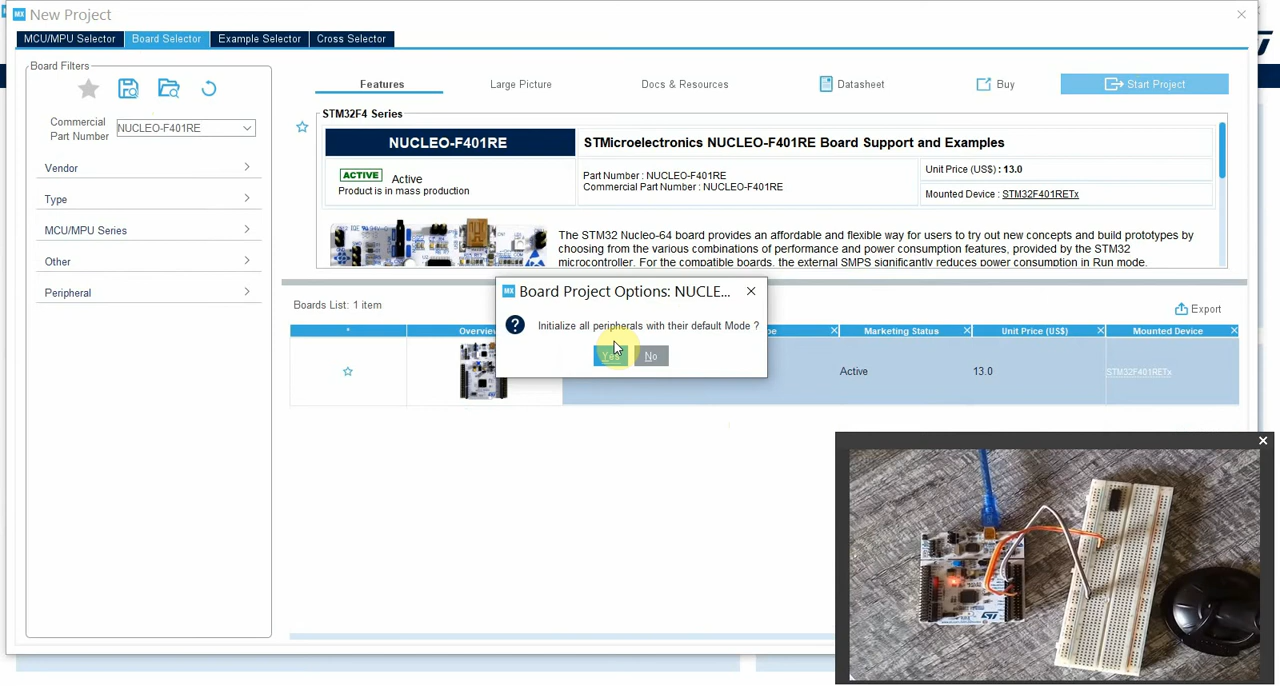 MX New Project
MCU/MPU Selector Board Selector Example Selector Cross Selector
Board Filters
Commercial
Part Number NUCLEO-F401RE
Vendor
Type
MCU/MPU Series
Other
Peripheral
Features Large Picture Docs & Resources Datasheet Buy Start Project
STM32F4 Series
NUCLEO-F401RE STMicroelectronics NUCLEO-F401RE Board Support and Examples
ACTIVE Active
Product is in mass production
Part Number : NUCLEO-F401RE
Commercial Part Number : NUCLEO-F401RE
Unit Price (US$) : 13.0
Mounted Device : STM32F401RETx
The STM32 Nucleo-64 board provides an affordable and flexible way for users to try out new concepts and build prototypes by
choosing from the various combinations of performance and power consumption features, provided by the STM32
microcontroller. For the compatible boards, the external SMPS significantly reduces power consumption in Run mode.
Boards List: 1 item
Export
* Marketing Status Unit Price (US$) Mounted Device
Active 13.0 STM32F401RETx
MX Board Project Options: NUCLE...
Initialize all peripherals with their default Mode ?
Yes No